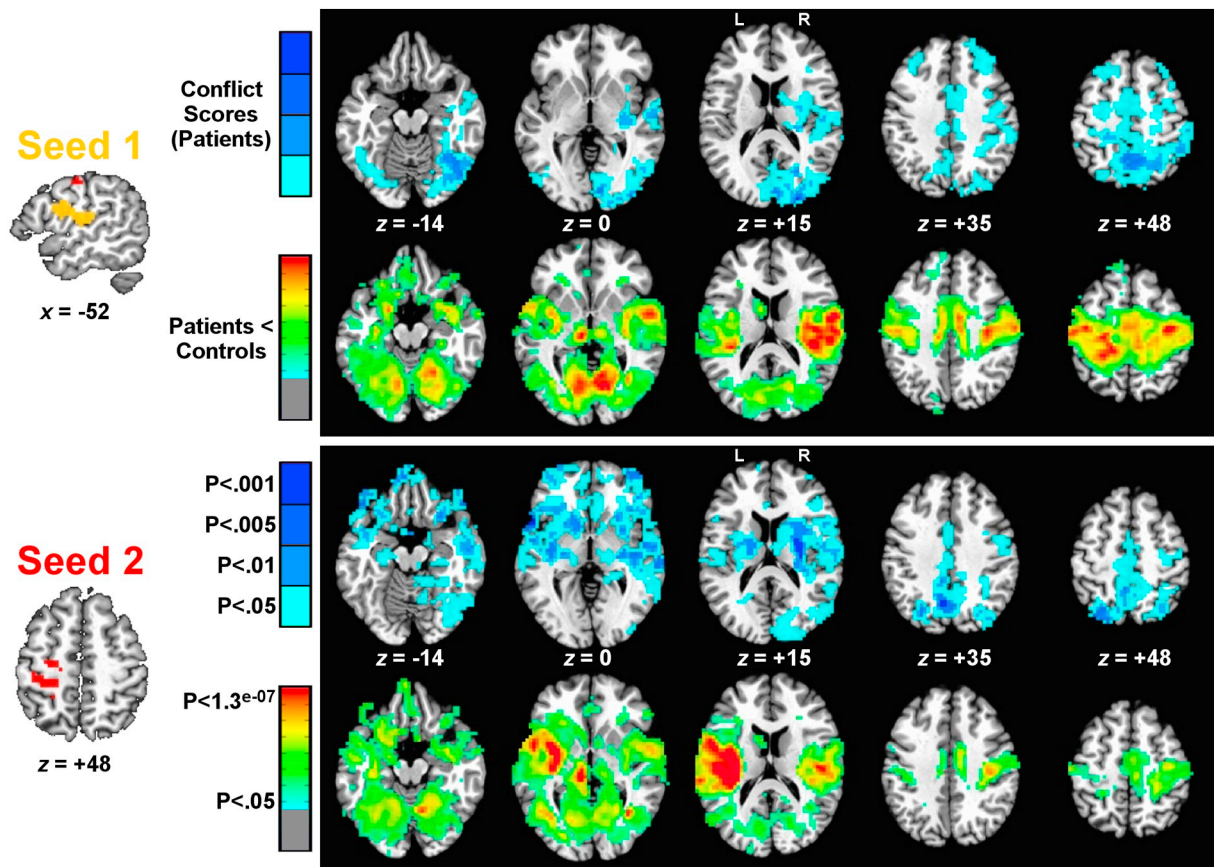 L R
Conflict
Scores
(Patients)
Seed 1
z = -14 z = 0 z = +15 z = +35 z = +48
x = -52
Patients <
Controls
L R
P<.001
P<.005
Seed 2
P<.01
P<.05
z = -14 z = 0 z = +15 z = +35 z = +48
P<1.3e-07
z = +48
P<.05